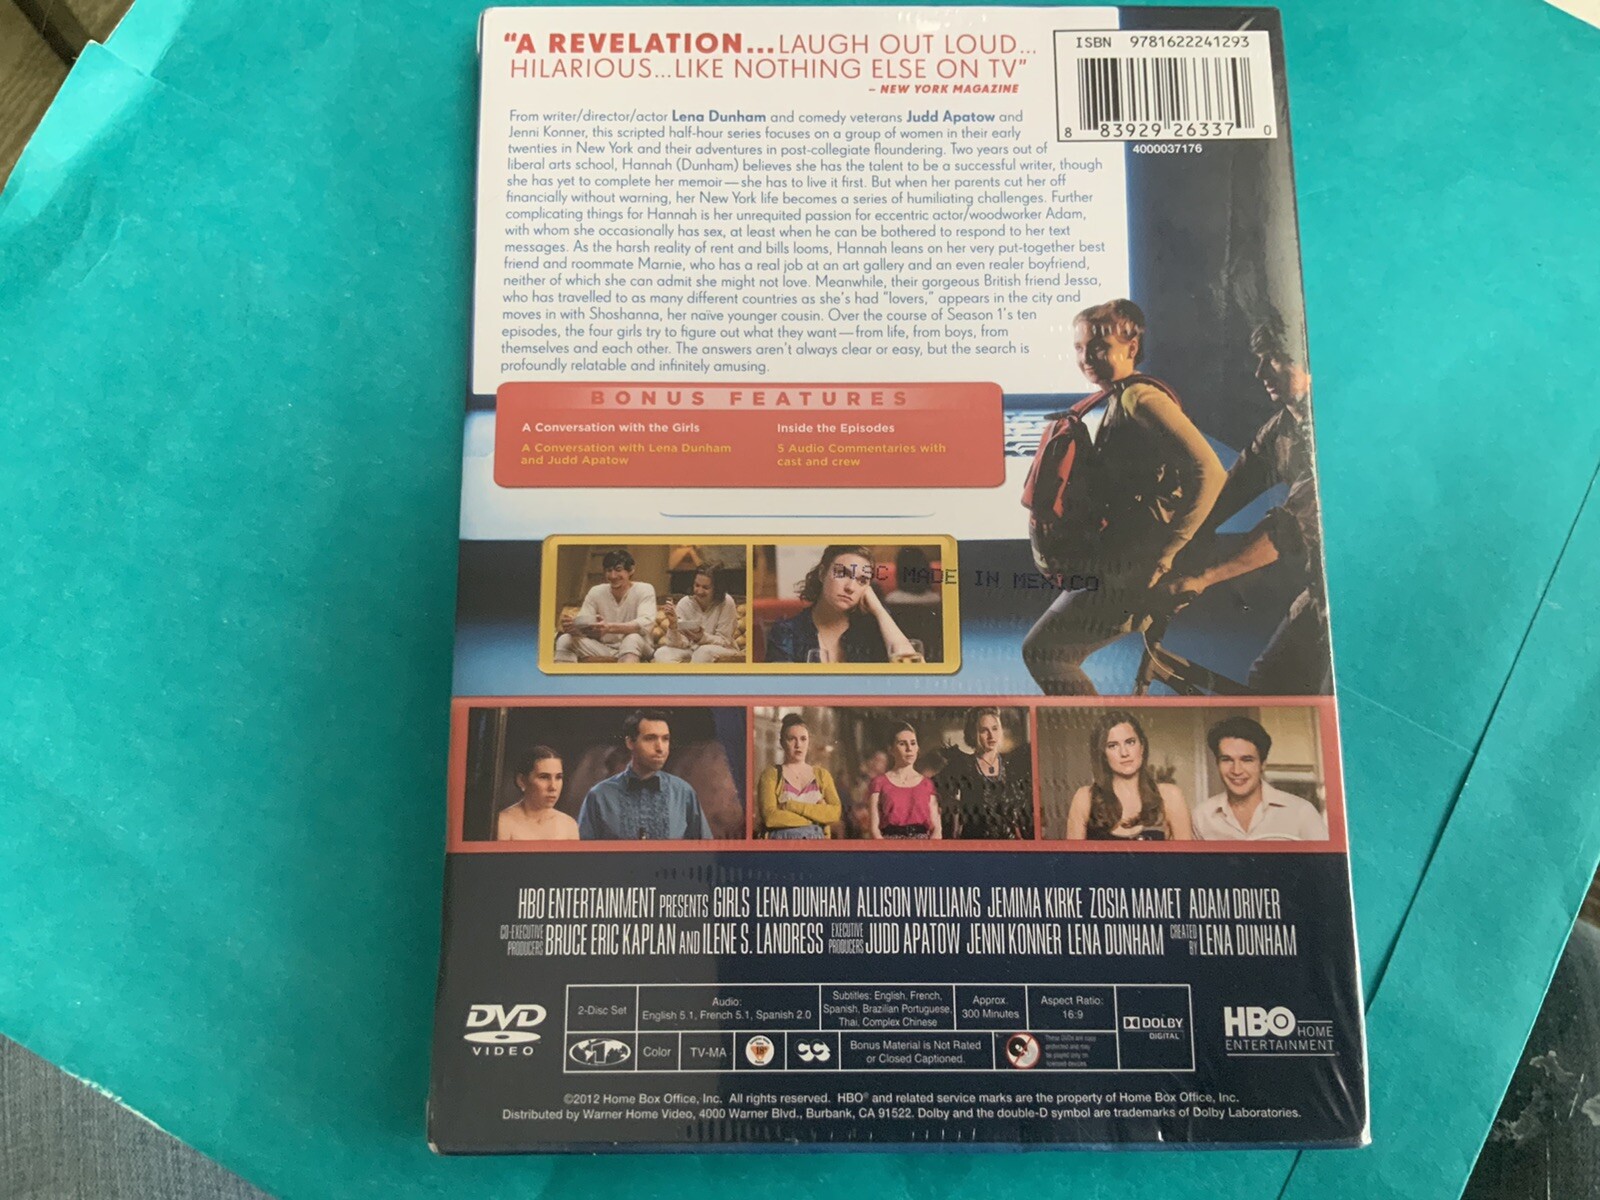 "A REVELATION...LAUGH OUT LOUD...
HILARIOUS...LIKE NOTHING ELSE ON TV"
– NEW YORK MAGAZINE
ISBN 9781622241293
8 83929 26337 0
4000037176
From writer/director/actor Lena Dunham and comedy veterans Judd Apatow and
Jenni Konner, this scripted half-hour series focuses on a group of women in their early
twenties in New York and their adventures in post-collegiate floundering. Two years out of
liberal arts school, Hannah (Dunham) believes she has the talent to be a successful writer, though
she has yet to complete her memoir—she has to live it first. But when her parents cut her off
financially without warning, her New York life becomes a series of humiliating challenges. Further
complicating things for Hannah is her unrequited passion for eccentric actor/woodworker Adam,
with whom she occasionally has sex, at least when he can be bothered to respond to her text
messages. As the harsh reality of rent and bills looms, Hannah leans on her very put-together best
friend and roommate Marnie, who has a real job at an art gallery and an even realer boyfriend,
neither of which she can admit she might not love. Meanwhile, their gorgeous British friend Jessa,
who has travelled to as many different countries as she's had "lovers," appears in the city and
moves in with Shoshanna, her naïve younger cousin. Over the course of Season 1's ten
episodes, the four girls try to figure out what they want—from life, from boys, from
themselves and each other. The answers aren't always clear or easy, but the search is
profoundly relatable and infinitely amusing.
BONUS FEATURES
A Conversation with the Girls
A Conversation with Lena Dunham
and Judd Apatow
Inside the Episodes
5 Audio Commentaries with
cast and crew
DISC MADE IN MEXICO
HBO ENTERTAINMENT PRESENTS GIRLS LENA DUNHAM ALLISON WILLIAMS JEMIMA KIRKE ZOSIA MAMET ADAM DRIVER
CO-EXECUTIVE PRODUCERS BRUCE ERIC KAPLAN AND ILENE S. LANDRESS EXECUTIVE PRODUCERS JUDD APATOW JENNI KONNER LENA DUNHAM CREATED BY LENA DUNHAM
DVD
VIDEO
2-Disc Set
Audio:
English 5.1, French 5.1, Spanish 2.0
Subtitles: English, French,
Spanish, Brazilian Portuguese,
Thai, Complex Chinese
Approx.
300 Minutes
Aspect Ratio:
16:9
DOLBY
DIGITAL
1
Color
TV-MA
18
Bonus Material is Not Rated
or Closed Captioned.
HBO HOME
ENTERTAINMENT
©2012 Home Box Office, Inc. All rights reserved. HBO® and related service marks are the property of Home Box Office, Inc.
Distributed by Warner Home Video, 4000 Warner Blvd., Burbank, CA 91522. Dolby and the double-D symbol are trademarks of Dolby Laboratories.